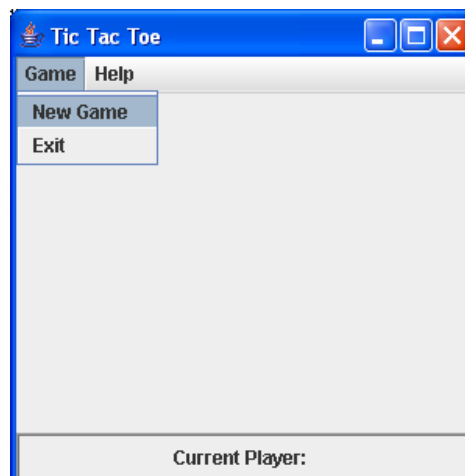 Tic Tac Toe
Game Help
New Game
Exit
Current Player: